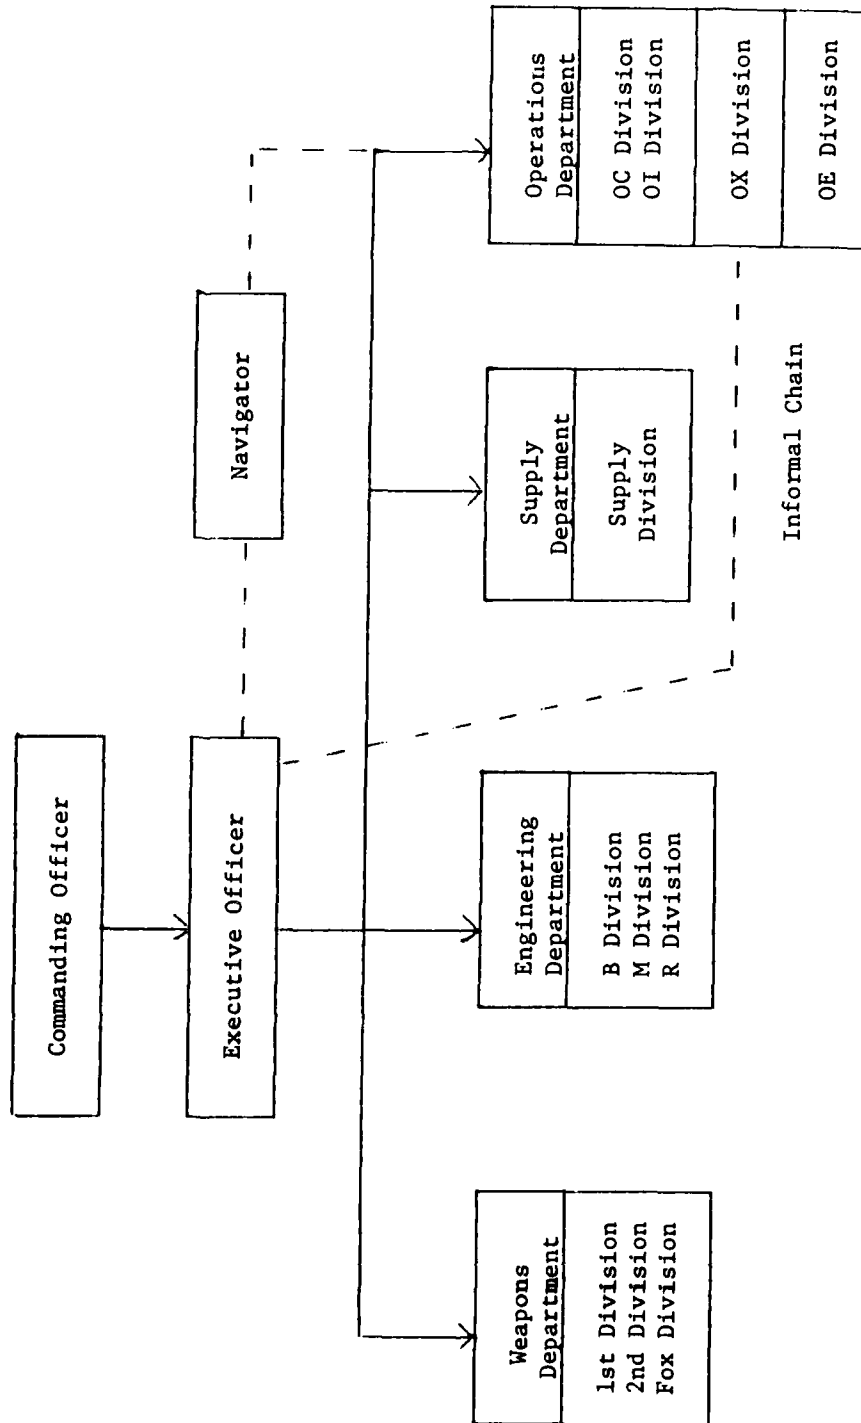 Commanding Officer
Executive Officer
Navigator
Weapons
Department
1st Division
2nd Division
Fox Division
Engineering
Department
B Division
M Division
R Division
Supply
Department
Supply
Division
Operations
Department
OC Division
OI Division
OX Division
OE Division
Informal Chain